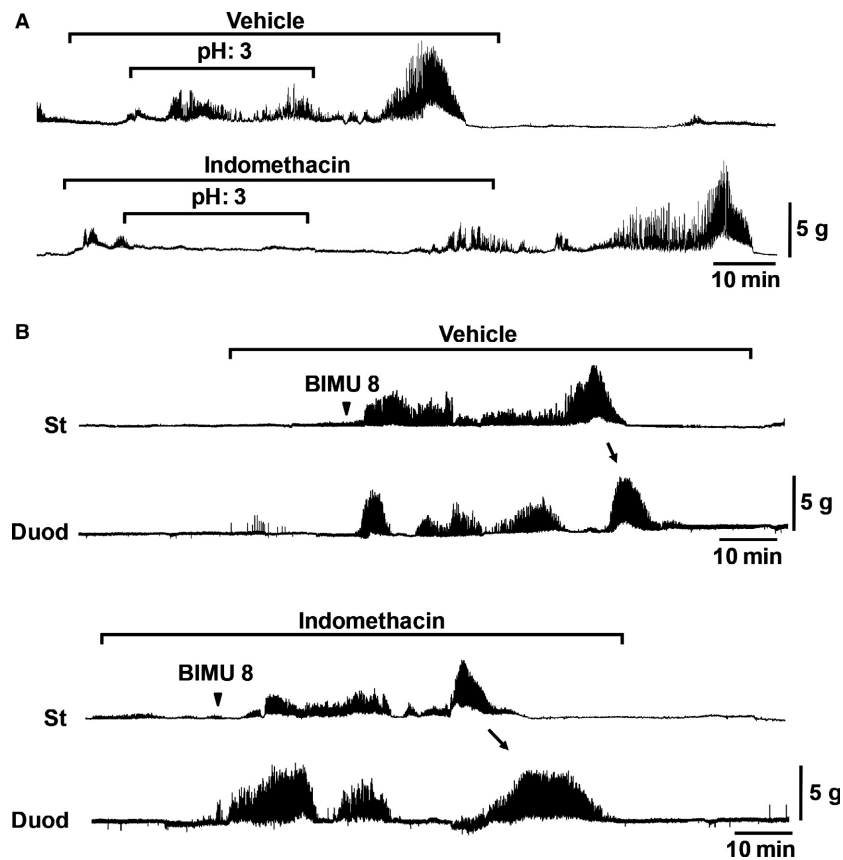 A
Vehicle
pH: 3
Indomethacin
pH: 3
5 g
10 min
B
Vehicle
BIMU 8
St
Duod
5 g
10 min
Indomethacin
BIMU 8
St
Duod
5 g
10 min